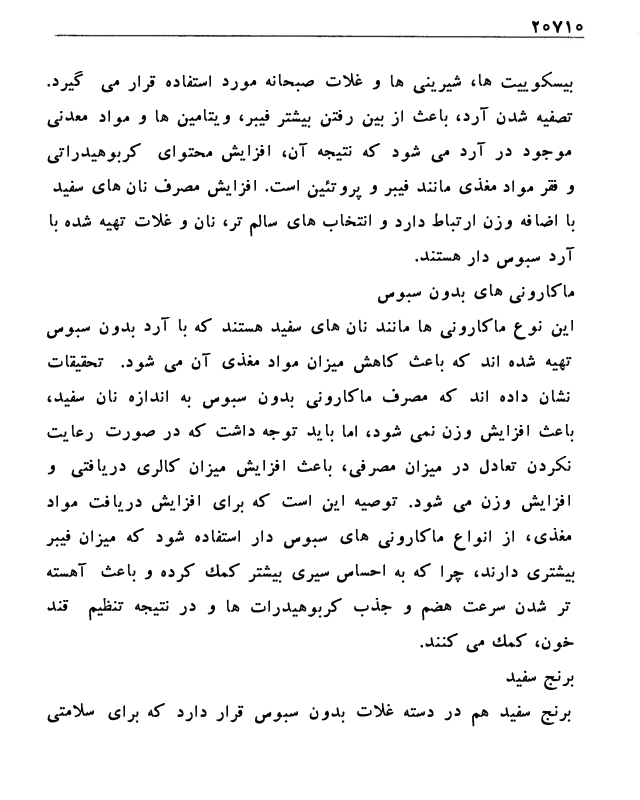 ۲۰۷۱۰
بیسکوییت ها، شیرینی ها و غلات صبحانه مورد استفاده قرار می گیرد.
تصفیه شدن آرد، باعث از بین رفتن بیشتر فیبر، ویتامین ها و مواد معدنی
موجود در آرد می شود که نتیجه آن، افزایش محتوای کربوهیدراتی
و فقر مواد مغذی مانند فیبر و پروتئین است. افزایش مصرف نان های سفید
با اضافه وزن ارتباط دارد و انتخاب های سالم تر، نان و غلات تهیه شده با
آرد سبوس دار هستند.
ماکارونی های بدون سبوس
این نوع ماکارونی ها مانند نان های سفید هستند که با آرد بدون سبوس
تهیه شده اند که باعث کاهش میزان مواد مغذی آن می شود. تحقیقات
نشان داده اند که مصرف ماکارونی بدون سبوس به اندازه نان سفید،
باعث افزایش وزن نمی شود، اما باید توجه داشت که در صورت رعایت
نکردن تعادل در میزان مصرفی، باعث افزایش میزان کالری دریافتی و
افزایش وزن می شود. توصیه این است که برای افزایش دریافت مواد
مغذی، از انواع ماکارونی های سبوس دار استفاده شود که میزان فیبر
بیشتری دارند، چرا که به احساس سیری بیشتر کمك کرده و باعث آهسته
تر شدن سرعت هضم و جذب کربوهیدرات ها و در نتیجه تنظیم قند
خون، کمك می کنند.
برنج سفید
برنج سفید هم در دسته غلات بدون سبوس قرار دارد که برای سلامتی